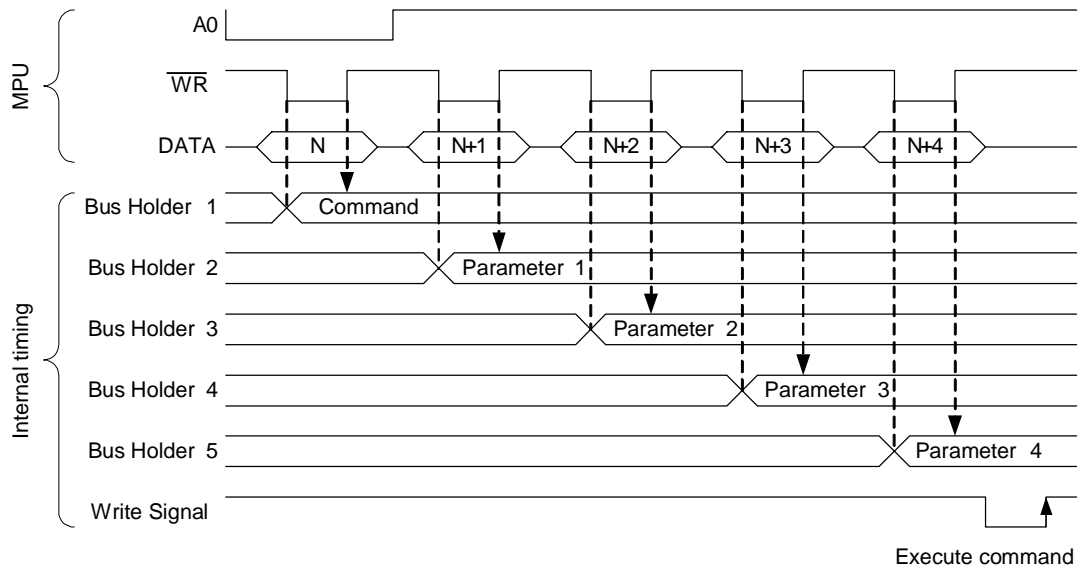 MPU
A0
WR
DATA
N
N+1
N+2
N+3
N+4
Internal timing
Bus Holder 1
Command
Bus Holder 2
Parameter 1
Bus Holder 3
Parameter 2
Bus Holder 4
Parameter 3
Bus Holder 5
Parameter 4
Write Signal
Execute command